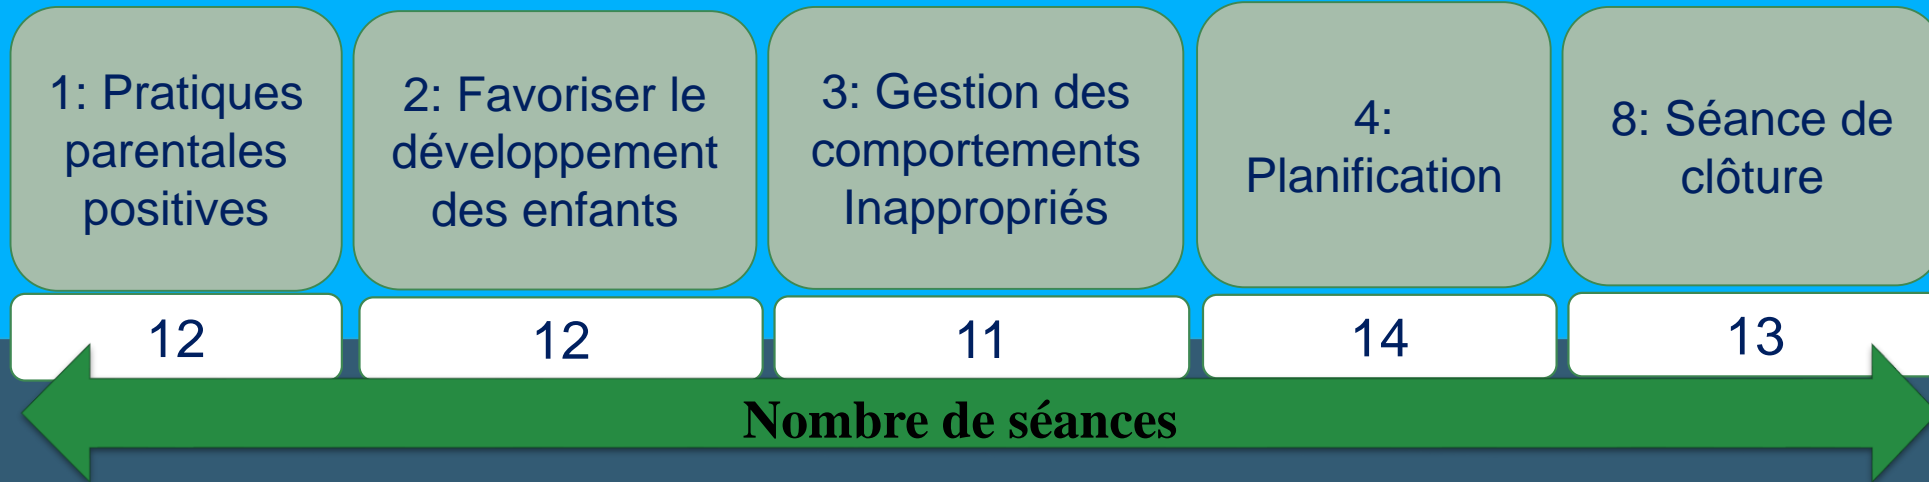 1: Pratiques
parentales
positives
2: Favoriser le
développement
des enfants
3: Gestion des
comportements
Inappropriés
4:
Planification
8: Séance de
clôture
12
12
11
14
13
Nombre de séances